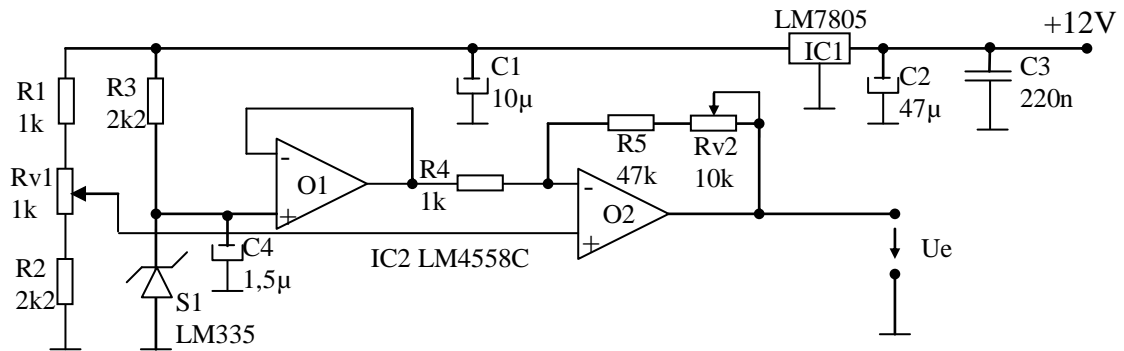 LM7805
+12V
IC1
R1
1k
R3
2k2
C1
10µ
C2
47µ
C3
220n
-
O1
+
R4
1k
R5
47k
Rv2
10k
Rv1
1k
-
O2
+
C4
1,5µ
IC2 LM4558C
Ue
R2
2k2
S1
LM335